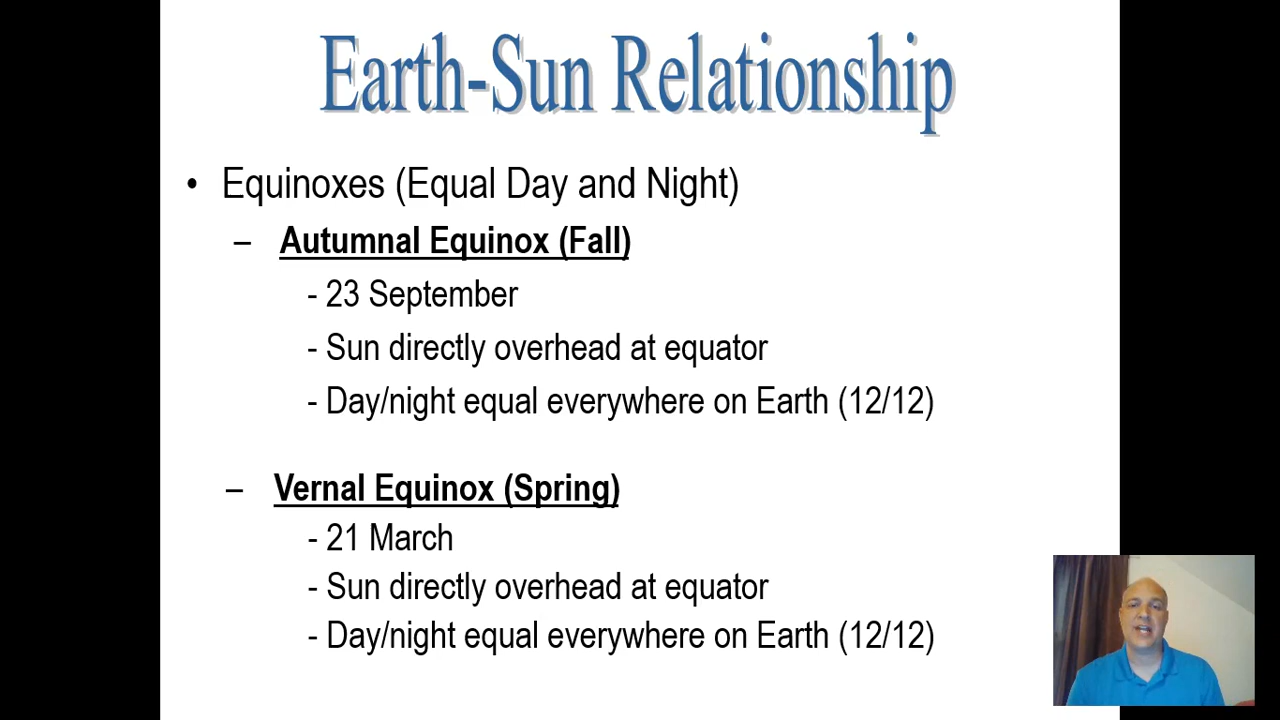 Earth-Sun Relationship
• Equinoxes (Equal Day and Night)
– Autumnal Equinox (Fall)
- 23 September
- Sun directly overhead at equator
- Day/night equal everywhere on Earth (12/12)
– Vernal Equinox (Spring)
- 21 March
- Sun directly overhead at equator
- Day/night equal everywhere on Earth (12/12)